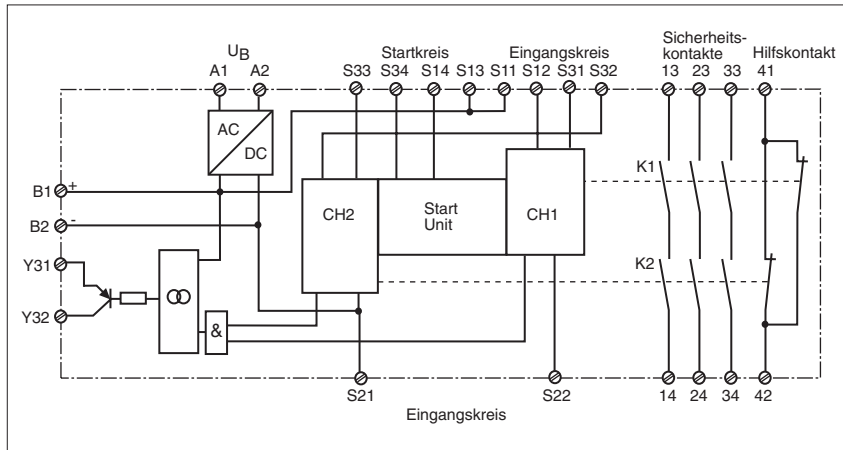 U_B
Startkreis
Eingangskreis
Sicherheits-
kontakte
Hilfskontakt
A1 A2 S33 S34 S14 S13 S11 S12 S31 S32 13 23 33 41
AC
DC
B1 +
B2 -
Y31
Y32
&
CH2
Start
Unit
CH1
K1
K2
S21 S22 14 24 34 42
Eingangskreis